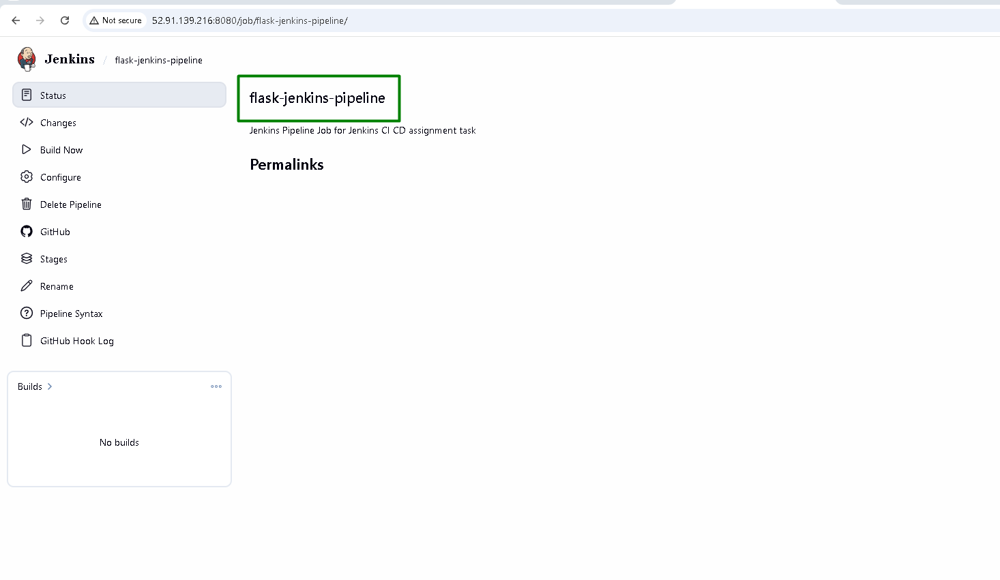 Not secure 52.91.139.216:8080/job/flask-jenkins-pipeline/
Jenkins / flask-jenkins-pipeline
Status
Changes
Build Now
Configure
Delete Pipeline
GitHub
Stages
Rename
Pipeline Syntax
GitHub Hook Log
Builds
No builds
flask-jenkins-pipeline
Jenkins Pipeline Job for Jenkins CI CD assignment task
Permalinks